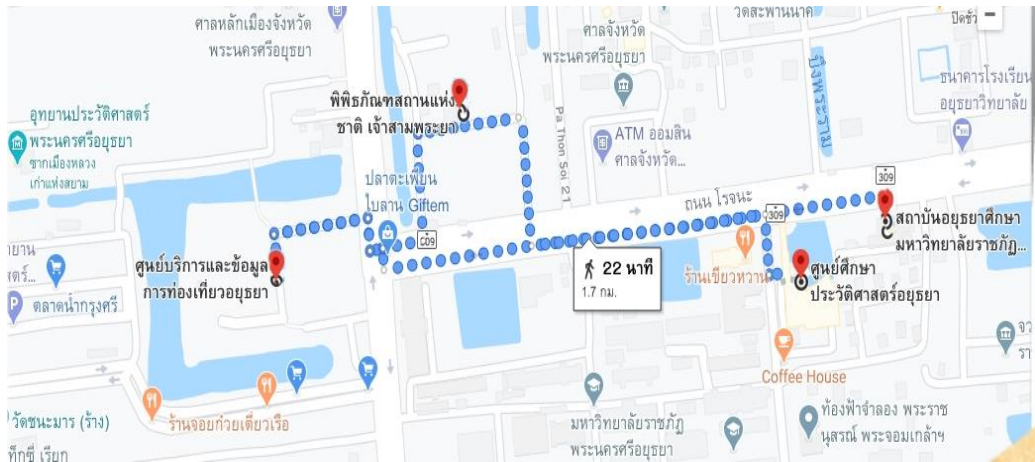 ศาลหลักเมืองจังหวัด
พระนครศรีอยุธยา
วัดสะพานนาค
ปิดชั่ว
ศาลจังหวัด
พระนครศรีอยุธยา
บึงพระราม
ธนาคารโรงเรียน
อยุธยาวิทยาลัย
อุทยานประวัติศาสตร์
พระนครศรีอยุธยา
ซากเมืองหลวง
เก่าแห่งสยาม
พิพิธภัณฑสถานแห่ง
ชาติ เจ้าสามพระยา
Pa Thon Soi 21
ATM ออมสิน
ศาลจังหวัด...
ปลาตะเพียน
ใบลาน Giftem
ถนน โรจนะ
309
309
309
สถาบันอยุธยาศึกษา
มหาวิทยาลัยราชภัฏ...
ศูนย์บริการและข้อมูล
การท่องเที่ยวอยุธยา
22 นาที
1.7 กม.
ร้านเขียวหวาน
ศูนย์ศึกษา
ประวัติศาสตร์อยุธยา
ตลาดน้ำกรุงศรี
Coffee House
วัดชนะมาร (ร้าง)
ร้านจอยก๋วยเตี๋ยวเรือ
มหาวิทยาลัยราชภัฏ
พระนครศรีอยุธยา
ท้องฟ้าจำลอง พระราช
นุสรณ์ พระจอมเกล้าฯ
ท็กซี่ เรียก